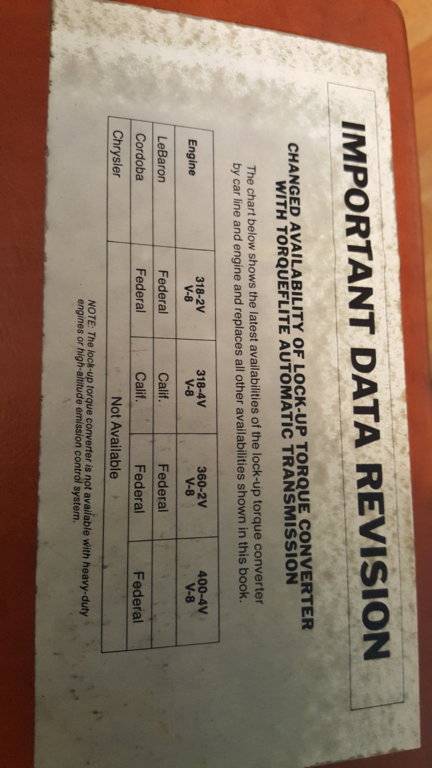 IMPORTANT DATA REVISION
CHANGED AVAILABILITY OF LOCK-UP TORQUE CONVERTER
WITH TORQUEFLITE AUTOMATIC TRANSMISSION
The chart below shows the latest availabilities of the lock-up torque converter
by car line and engine and replaces all other availabilities shown in this book.
Engine 318-2V V-8 318-4V V-8 360-2V V-8 400-4V V-8
LeBaron Federal Calif. Federal
Cordoba Federal Calif. Federal Federal
Chrysler Not Available
NOTE: The lock-up torque converter is not available with heavy-duty
engines or high-altitude emission control system.